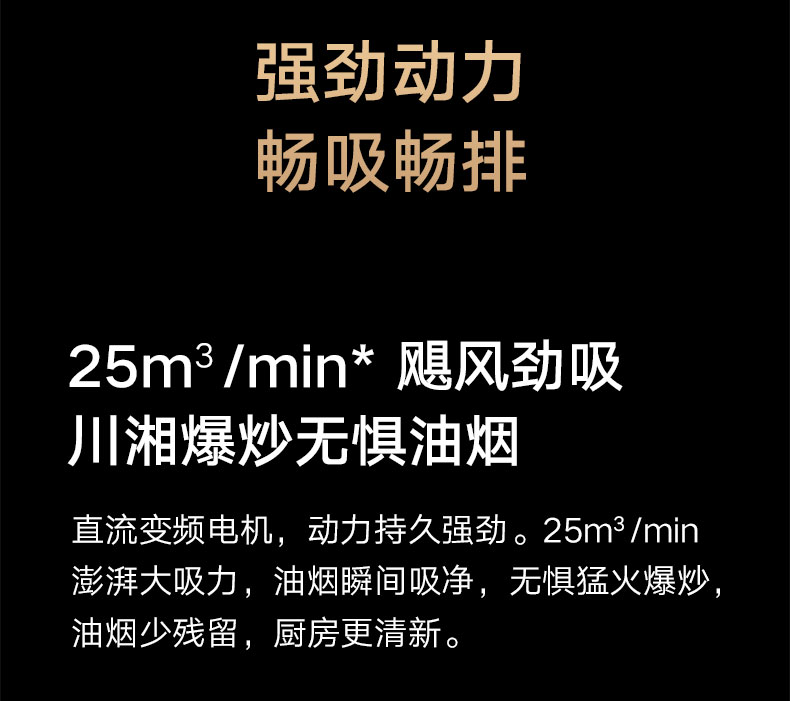 强劲动力
畅吸畅排
25m³/min* 飓风劲吸
川湘爆炒无惧油烟
直流变频电机，动力持久强劲。25m³/min
澎湃大吸力，油烟瞬间吸净，无惧猛火爆炒，
油烟少残留，厨房更清新。